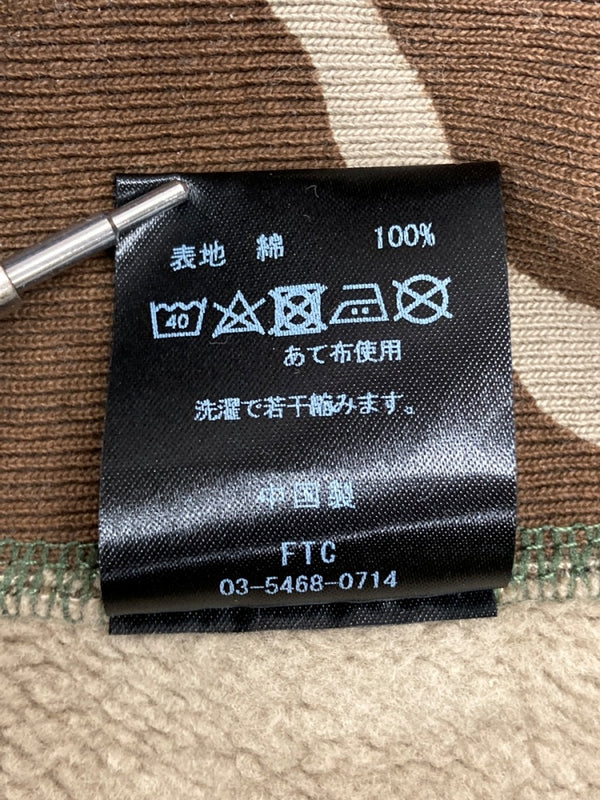 表地 綿 100%
40
あて布使用
洗濯で若干縮みます。
中国製
FTC
03-5468-0714